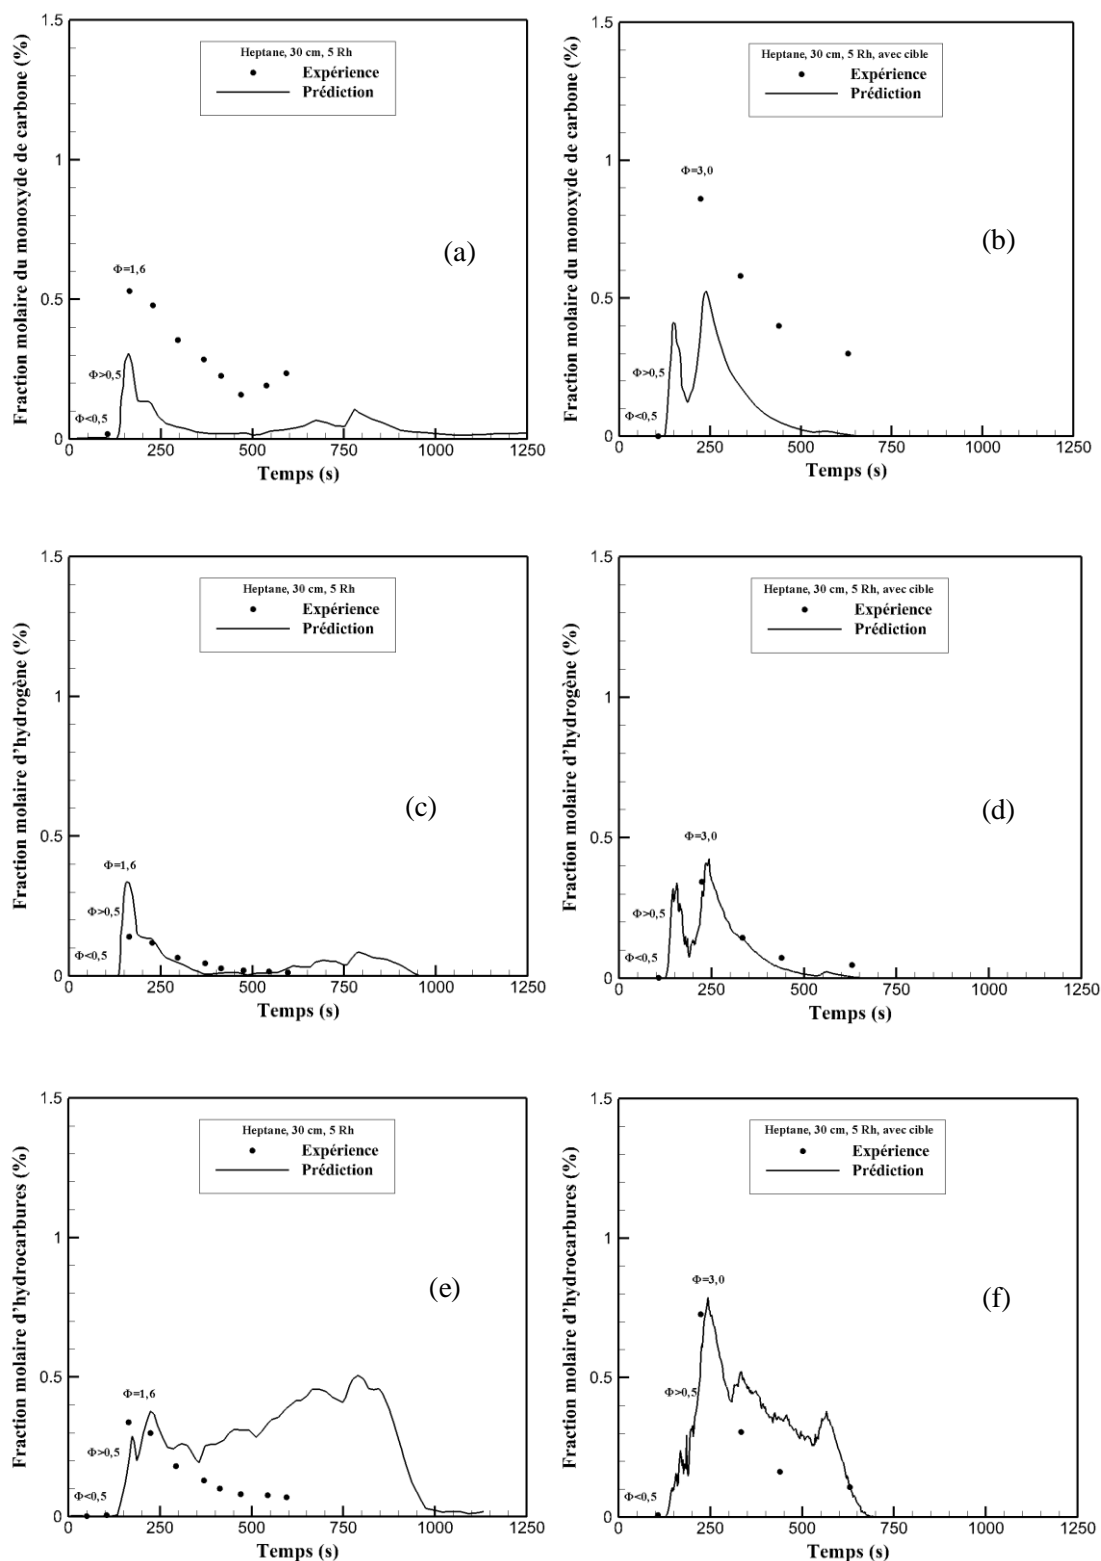 Fraction molaire du monoxyde de carbone (%)
1.5
1
0.5
0
Heptane, 30 cm, 5 Rh
Expérience
Prédiction
(a)
Φ=1,6
Φ>0,5
Φ<0,5
0 250 500 750 1000 1250
Temps (s)
Fraction molaire du monoxyde de carbone (%)
1.5
1
0.5
0
Heptane, 30 cm, 5 Rh, avec cible
Expérience
Prédiction
Φ=3,0
(b)
Φ>0,5
Φ<0,5
0 250 500 750 1000 1250
Temps (s)
Fraction molaire d'hydrogène (%)
1.5
1
0.5
0
Heptane, 30 cm, 5 Rh
Expérience
Prédiction
(c)
Φ=1,6
Φ>0,5
Φ<0,5
0 250 500 750 1000 1250
Temps (s)
Fraction molaire d'hydrogène (%)
1.5
1
0.5
0
Heptane, 30 cm, 5 Rh, avec cible
Expérience
Prédiction
(d)
Φ=3,0
Φ>0,5
Φ<0,5
0 250 500 750 1000 1250
Temps (s)
Fraction molaire d'hydrocarbures (%)
1.5
1
0.5
0
Heptane, 30 cm, 5 Rh
Expérience
Prédiction
(e)
Φ=1,6
Φ>0,5
Φ<0,5
0 250 500 750 1000 1250
Temps (s)
Fraction molaire d'hydrocarbures (%)
1.5
1
0.5
0
Heptane, 30 cm, 5 Rh, avec cible
Expérience
Prédiction
Φ=3,0
(f)
Φ>0,5
Φ<0,5
0 250 500 750 1000 1250
Temps (s)